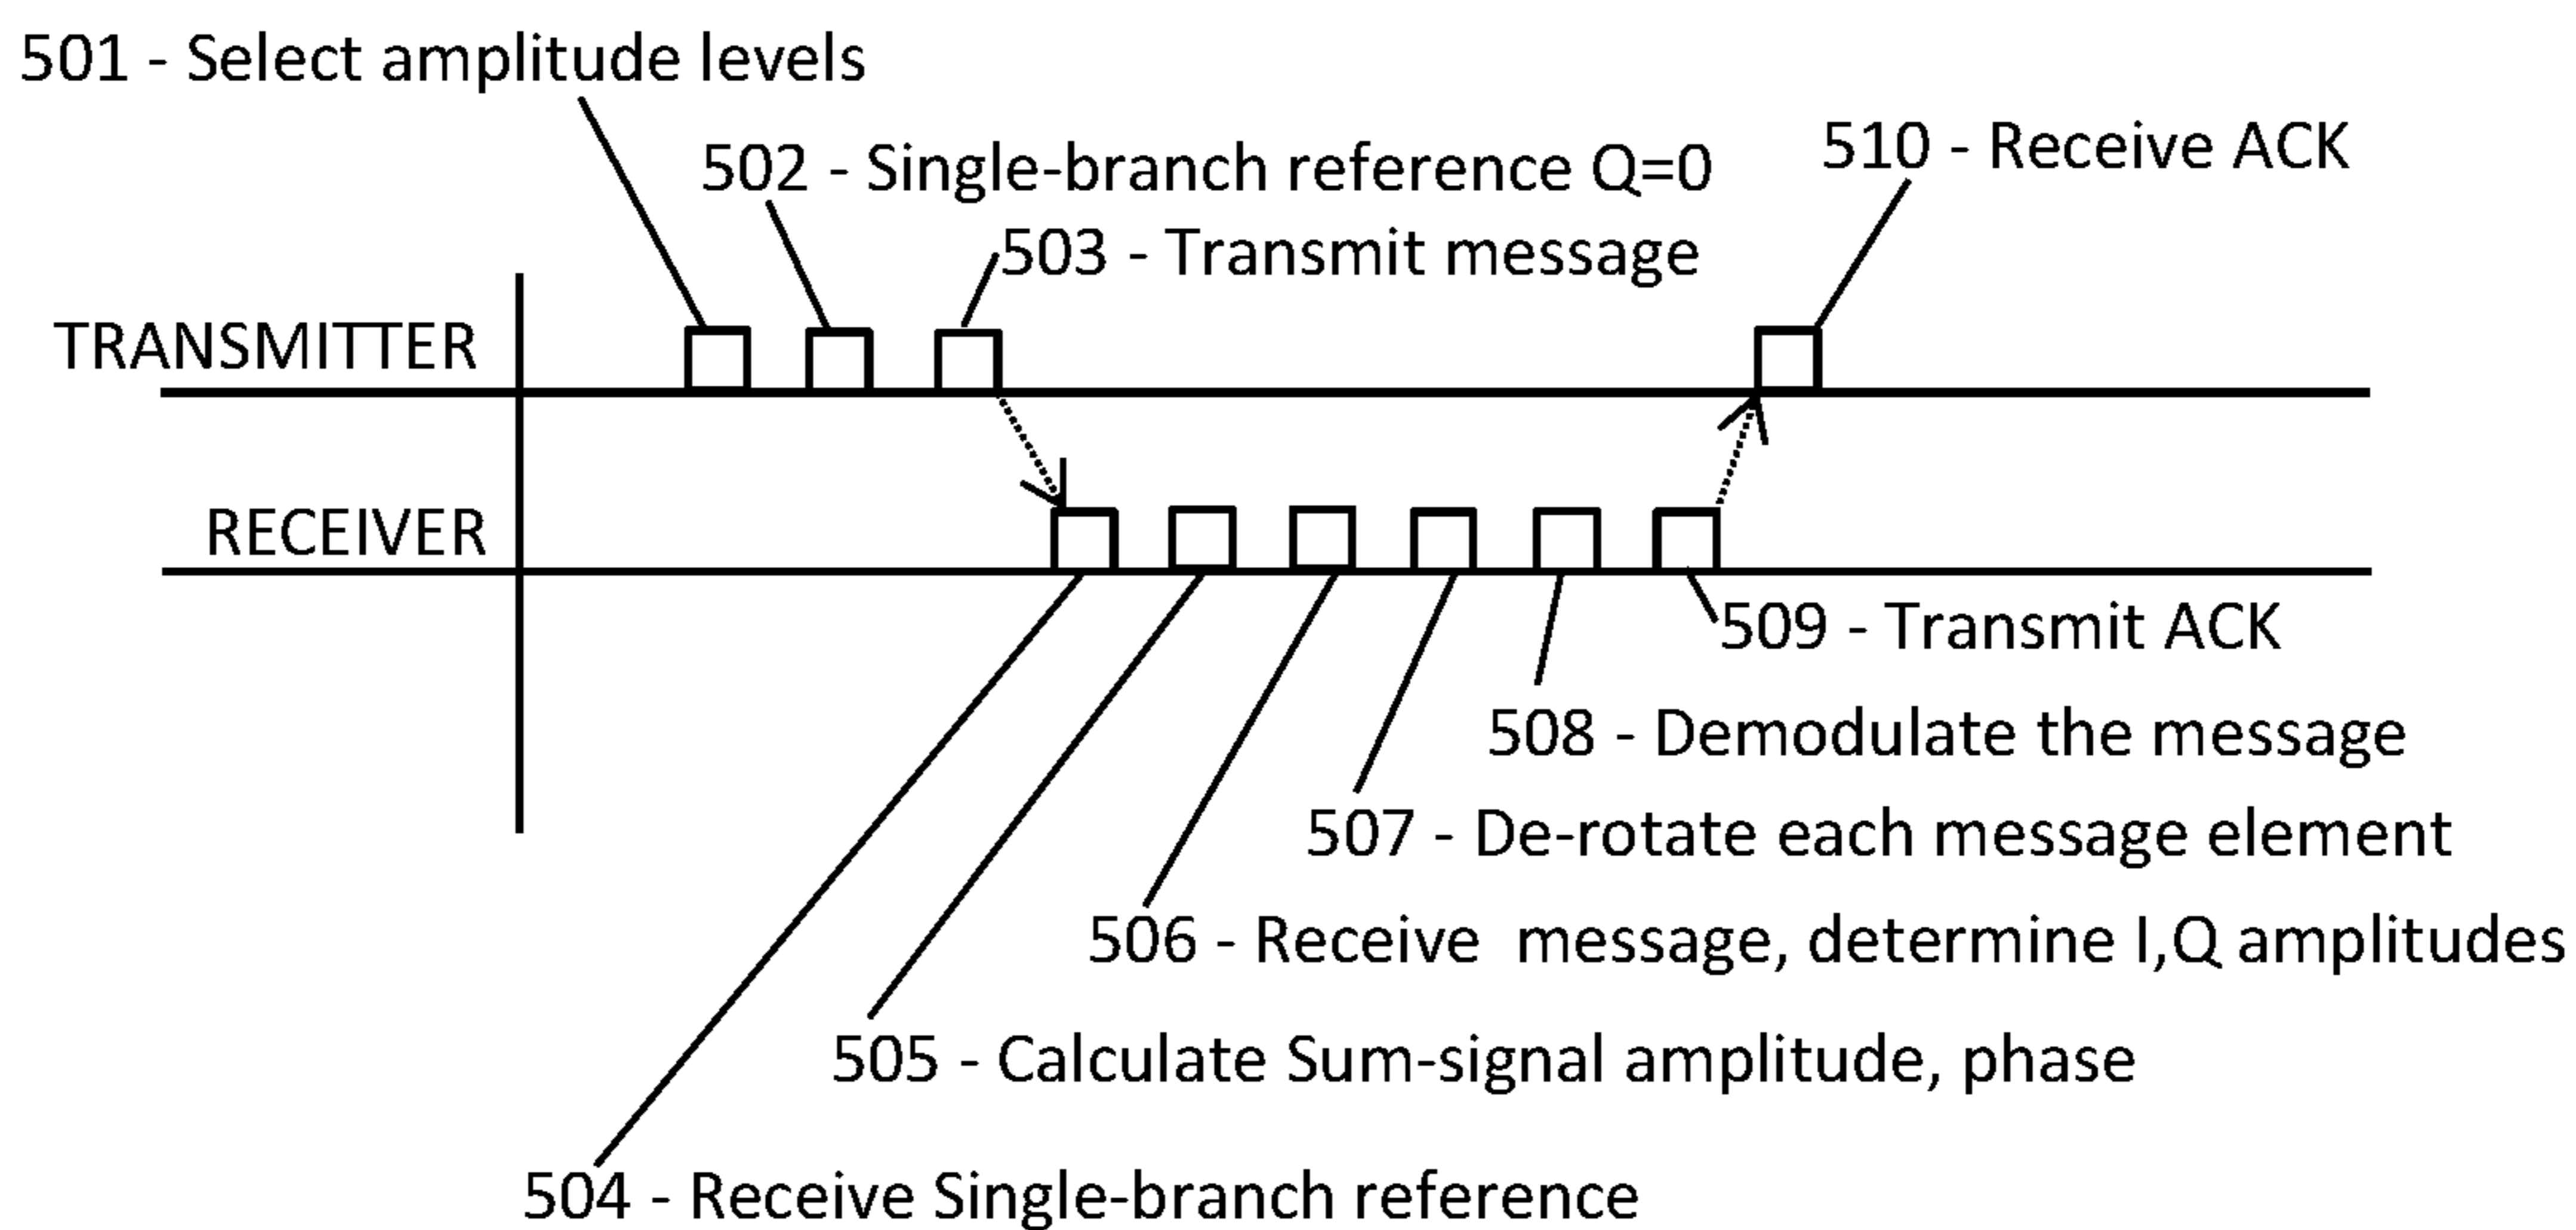 501 - Select amplitude levels
502 - Single-branch reference Q=0
510 - Receive ACK
503 - Transmit message
TRANSMITTER
RECEIVER
509 - Transmit ACK
508 - Demodulate the message
507 - De-rotate each message element
506 - Receive message, determine I,Q amplitudes
505 - Calculate Sum-signal amplitude, phase
504 - Receive Single-branch reference